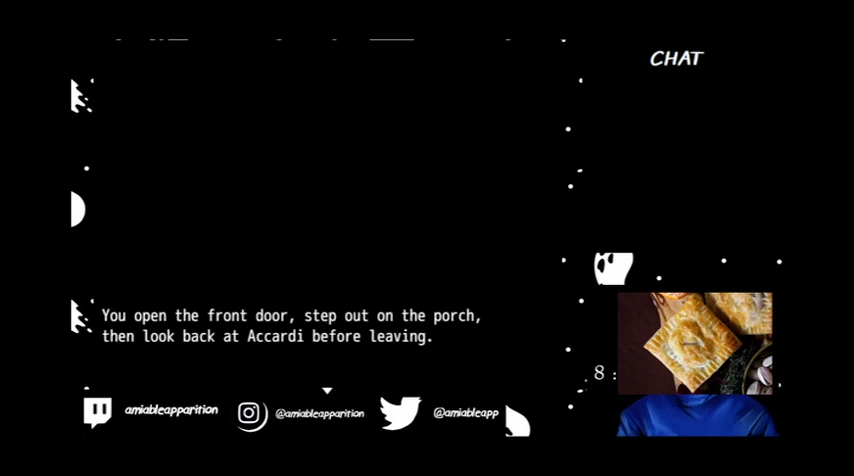 CHAT
You open the front door, step out on the porch,
then look back at Accardi before leaving.
8:
amiableapparition
@amiableapparition
@amiableapp